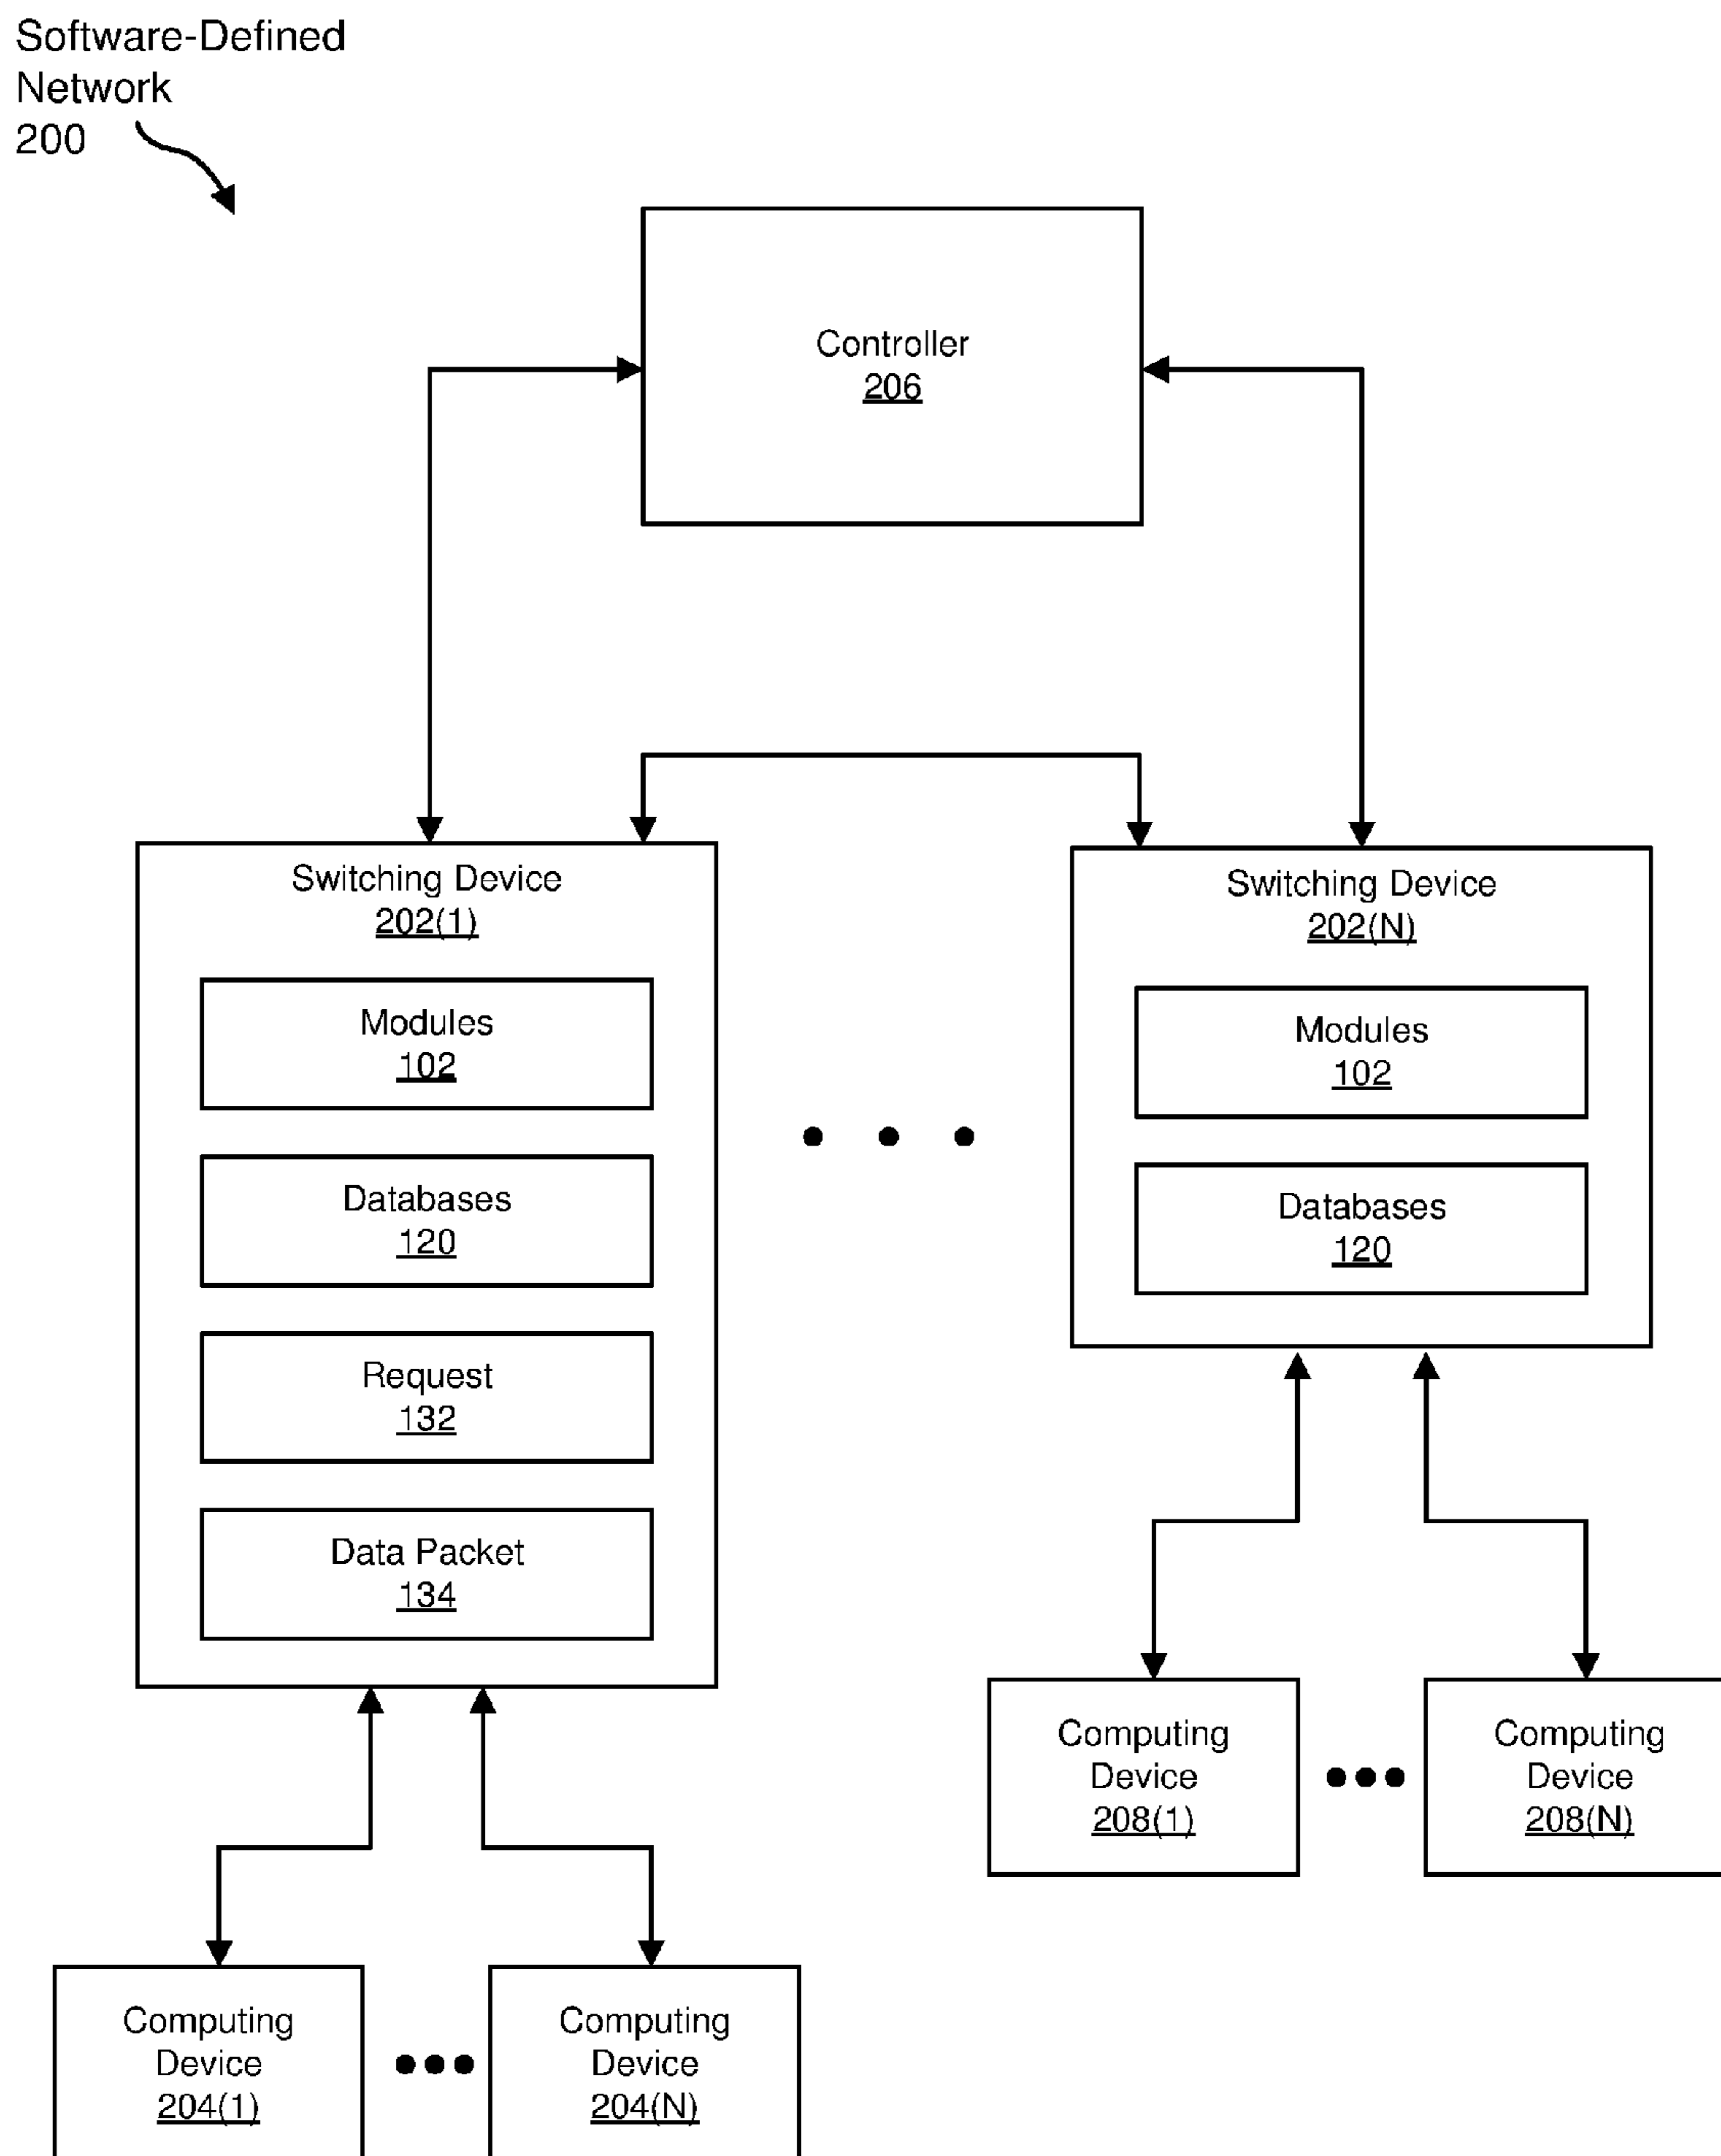 Software-Defined
Network
200
Controller
206
Switching Device
202(1)
Modules
102
Databases
120
Request
132
Data Packet
134
Switching Device
202(N)
Modules
102
Databases
120
Computing
Device
208(1)
Computing
Device
208(N)
Computing
Device
204(1)
Computing
Device
204(N)